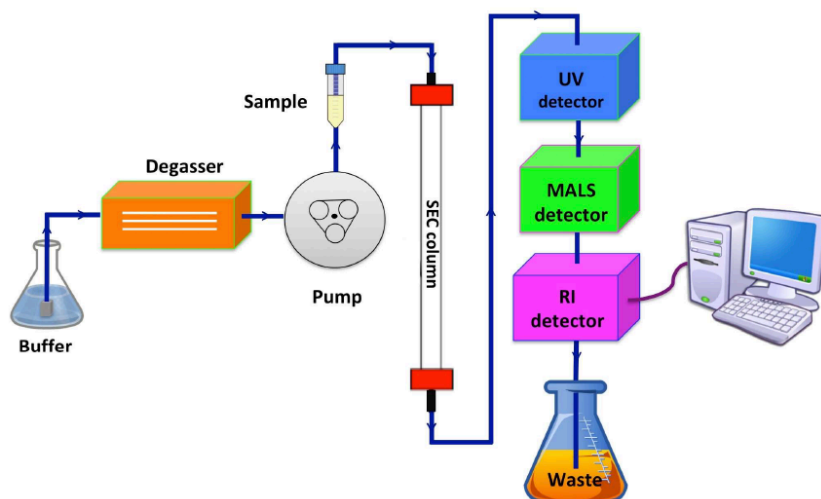 Buffer
Degasser
Pump
Sample
SEC column
UV
detector
MALS
detector
RI
detector
Waste